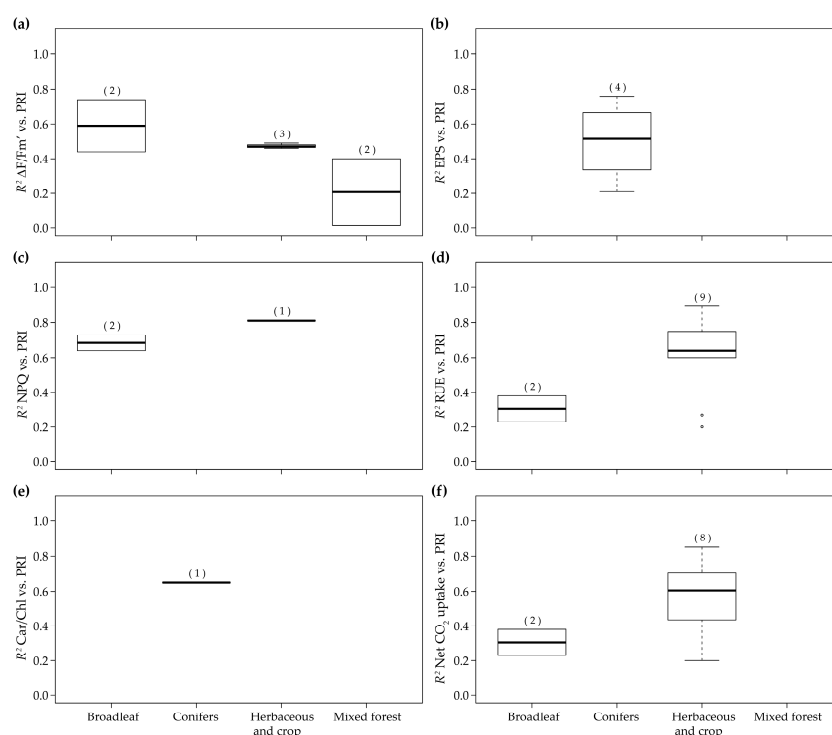 (a)
R² ΔF/Fm′ vs. PRI
1.0
0.8
0.6
0.4
0.2
0.0
(2)
(3)
(2)
(b)
R² EPS vs. PRI
1.0
0.8
0.6
0.4
0.2
0.0
(4)
(c)
R² NPQ vs. PRI
1.0
0.8
0.6
0.4
0.2
0.0
(2)
(1)
(d)
R² RUE vs. PRI
1.0
0.8
0.6
0.4
0.2
0.0
(2)
(9)
(e)
R² Car/Chl vs. PRI
1.0
0.8
0.6
0.4
0.2
0.0
(1)
Broadleaf Conifers Herbaceous Mixed forest
and crop
(f)
R² Net CO₂ uptake vs. PRI
1.0
0.8
0.6
0.4
0.2
0.0
(2)
(8)
Broadleaf Conifers Herbaceous Mixed forest
and crop